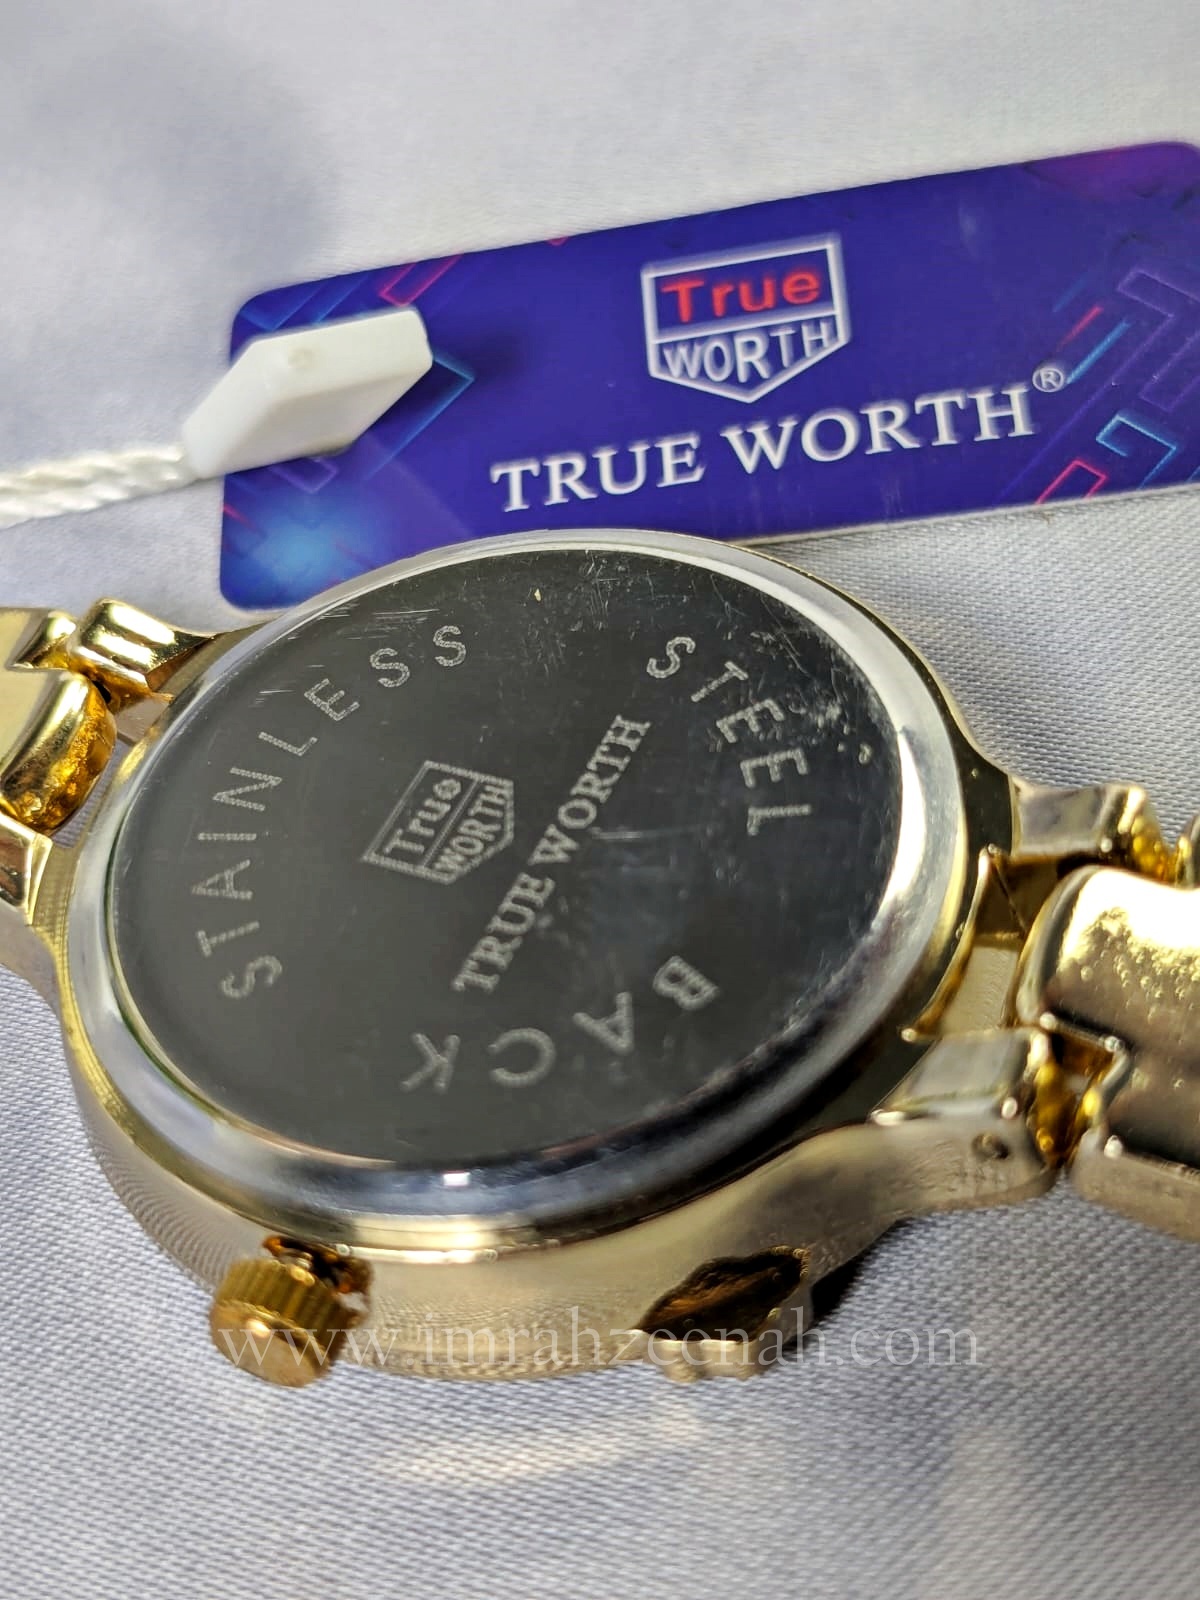 True
WORTH
TRUE WORTH®
STAINLESS STEEL BACK
True
WORTH
TRUE WORTH
www.imrahzeenah.com